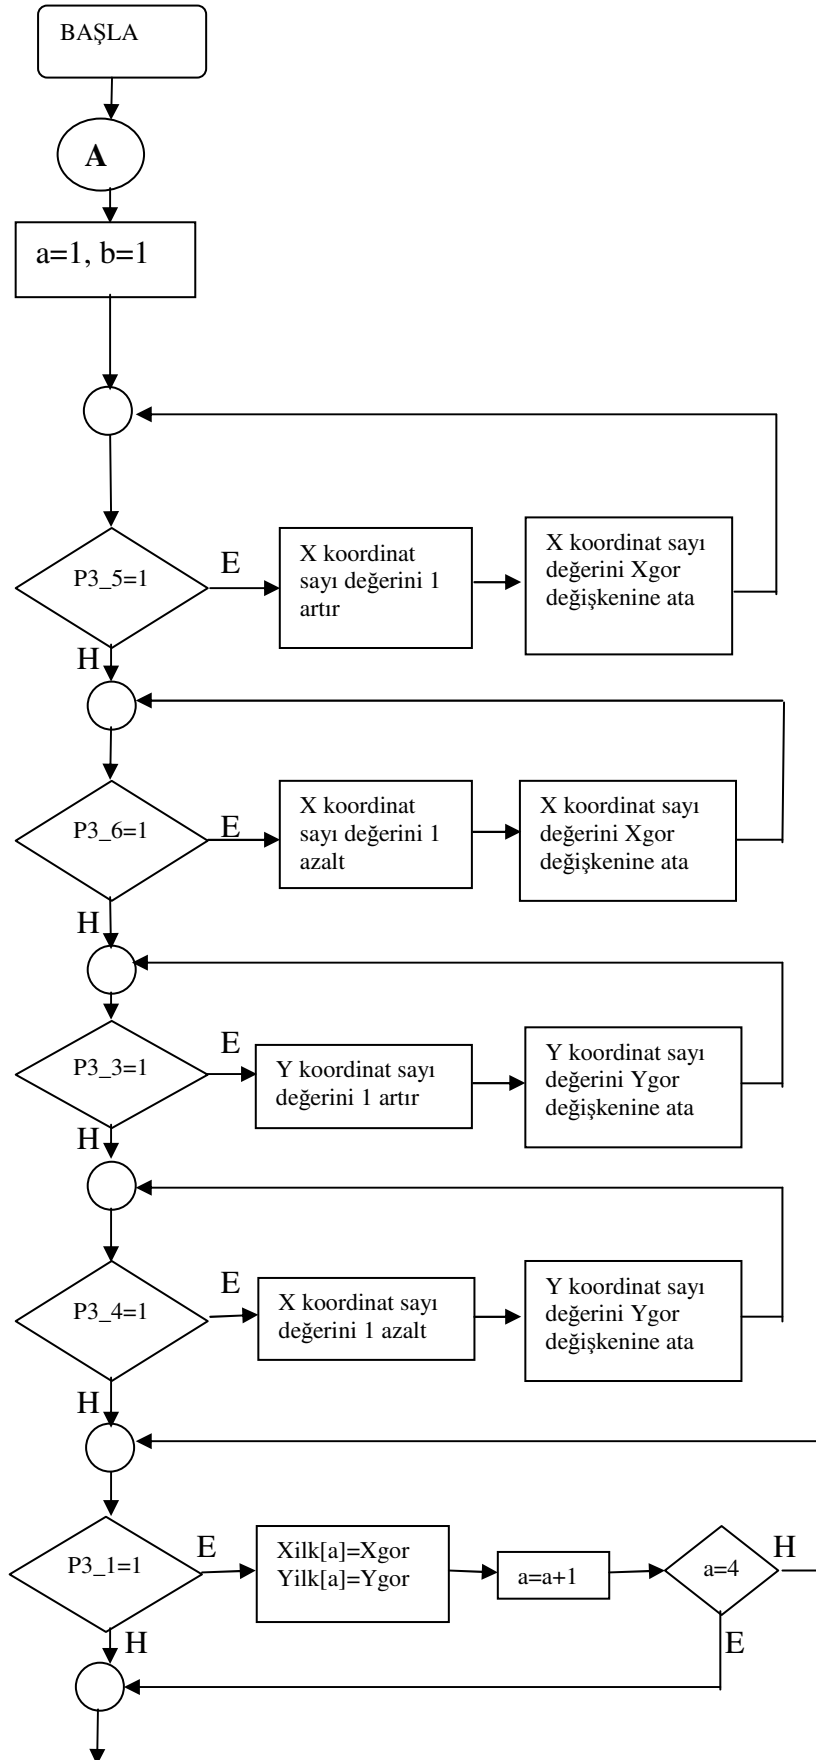 BAŞLA
A
a=1, b=1
P3_5=1
E
X koordinat
sayı değerini 1
artır
X koordinat sayı
değerini Xgor
değişkenine ata
H
P3_6=1
E
X koordinat
sayı değerini 1
azalt
X koordinat sayı
değerini Xgor
değişkenine ata
H
P3_3=1
E
Y koordinat sayı
değerini 1 artır
Y koordinat sayı
değerini Ygor
değişkenine ata
H
P3_4=1
E
X koordinat sayı
değerini 1 azalt
Y koordinat sayı
değerini Ygor
değişkenine ata
H
P3_1=1
E
Xilk[a]=Xgor
Yilk[a]=Ygor
a=a+1
a=4
H
H
E